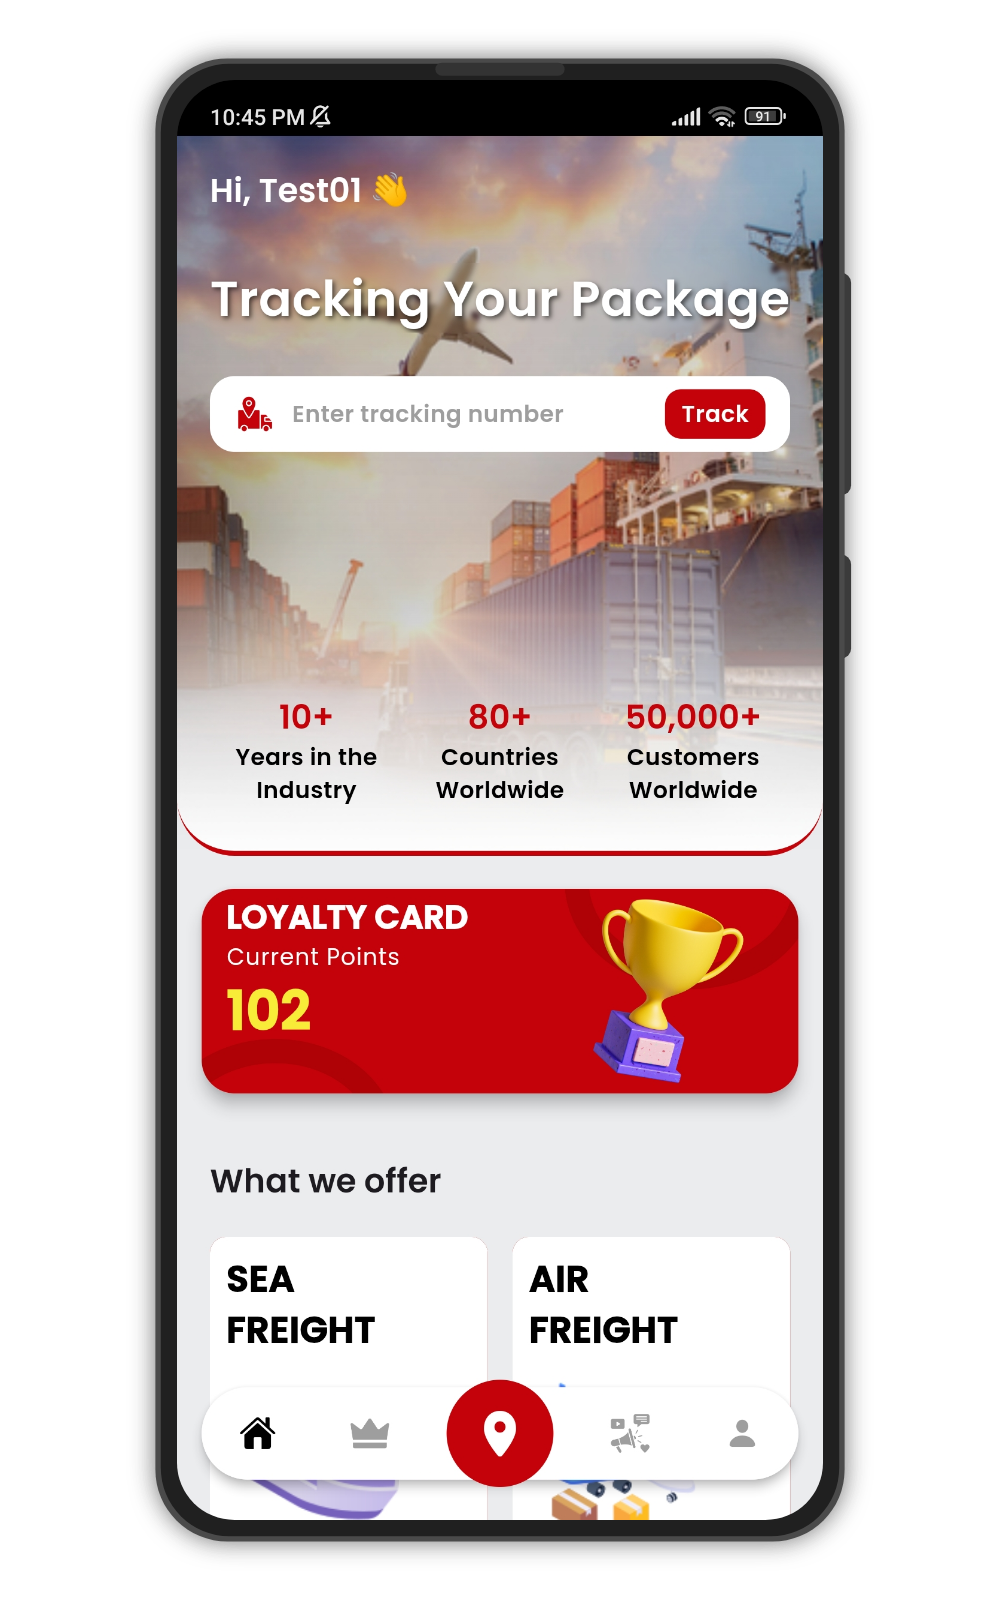 10:45 PM
91
Hi, Test01 👋
Tracking Your Package
Enter tracking number
Track
10+
Years in the
Industry
80+
Countries
Worldwide
50,000+
Customers
Worldwide
LOYALTY CARD
Current Points
102
What we offer
SEA
FREIGHT
AIR
FREIGHT